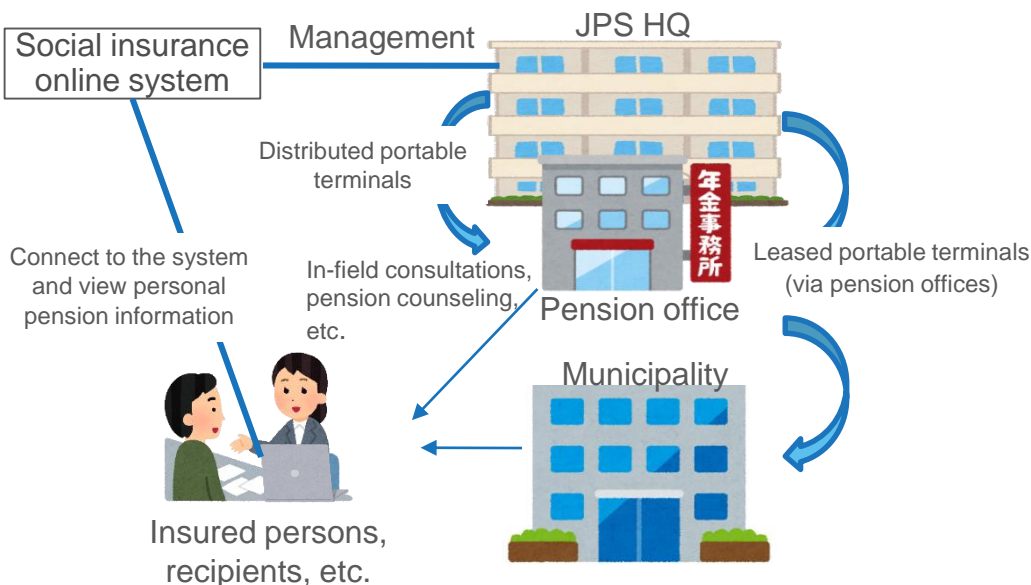 Social insurance
online system
Management
JPS HQ
Distributed portable
terminals
年金事務所
Connect to the system
and view personal
pension information
In-field consultations,
pension counseling,
etc.
Leased portable terminals
(via pension offices)
Pension office
Municipality
Insured persons,
recipients, etc.